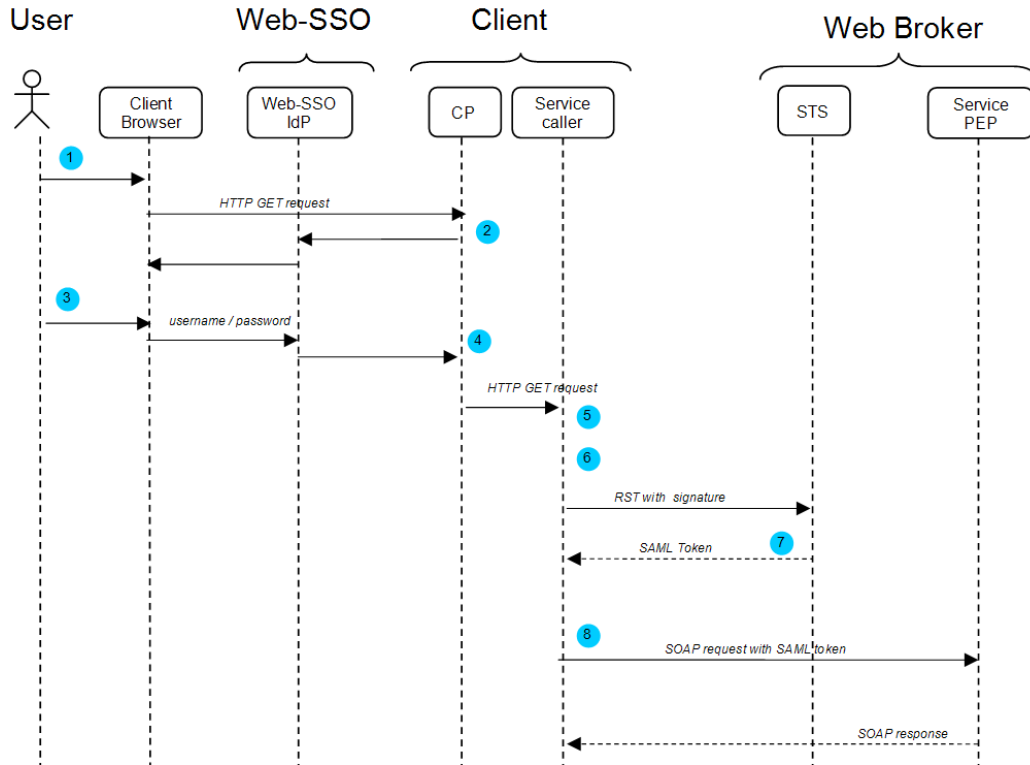 User
Web-SSO
Client
Web Broker
Client
Browser
Web-SSO
IdP
CP
Service
caller
STS
Service
PEP
1
HTTP GET request
2
3
username / password
4
HTTP GET request
5
6
RST with signature
7
SAML Token
8
SOAP request with SAML token
SOAP response